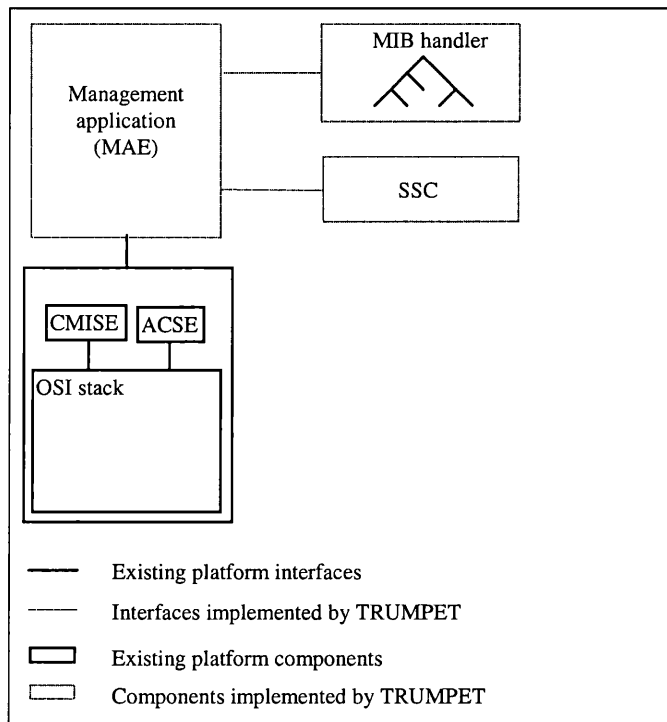 MIB handler
Management
application
(MAE)
SSC
CMISE
ACSE
OSI stack
Existing platform interfaces
Interfaces implemented by TRUMPET
Existing platform components
Components implemented by TRUMPET